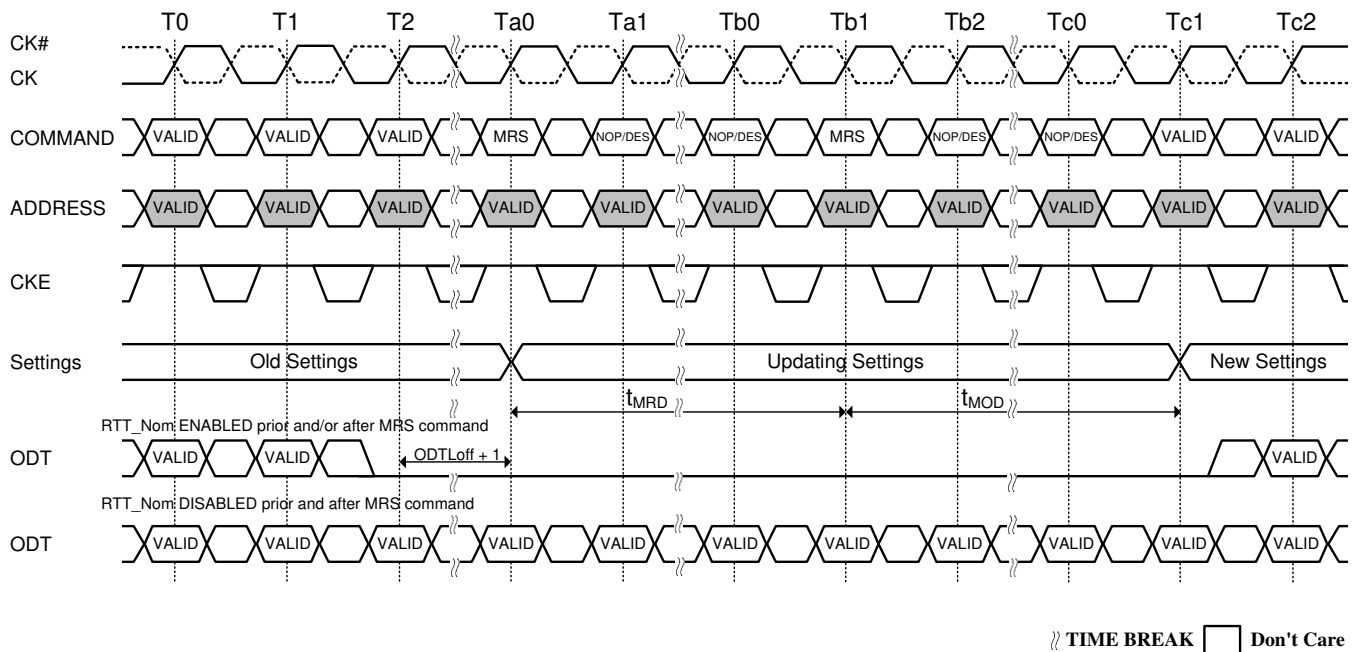 T0 T1 T2 Ta0 Ta1 Tb0 Tb1 Tb2 Tc0 Tc1 Tc2
CK#
CK
COMMAND VALID VALID VALID MRS NOP/DES NOP/DES MRS NOP/DES NOP/DES VALID VALID
ADDRESS VALID VALID VALID VALID VALID VALID VALID VALID VALID VALID VALID
CKE
Settings Old Settings Updating Settings New Settings
tMRD tMOD
RTT_Nom ENABLED prior and/or after MRS command
ODT VALID VALID ODTLoff + 1 VALID
RTT_Nom DISABLED prior and after MRS command
ODT VALID VALID VALID VALID VALID VALID VALID VALID VALID VALID VALID
TIME BREAK Don't Care